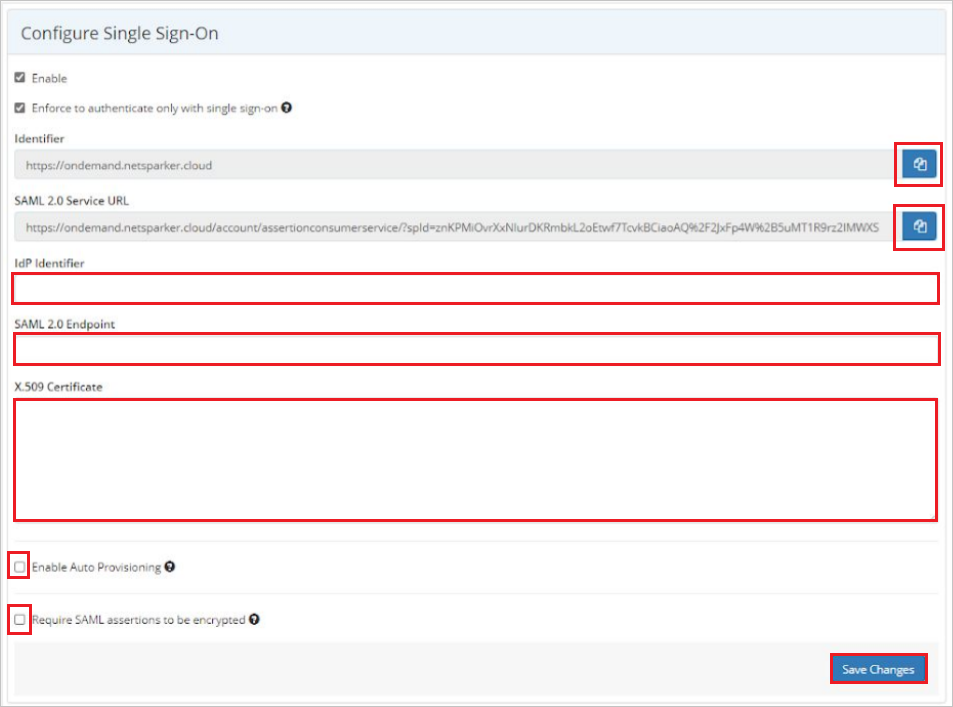 Configure Single Sign-On
Enable
Enforce to authenticate only with single sign-on
Identifier
https://ondemand.netsparker.cloud
SAML 2.0 Service URL
https://ondemand.netsparker.cloud/account/assertionconsumerservice/?spId=znKPMiOvrXxNIurDKRmbkL2oEtwf7TcvkBCiaoAQ%2F2JxFp4W%2B5uMT1R9rz2IMWXS
IdP Identifier
SAML 2.0 Endpoint
X.509 Certificate
Enable Auto Provisioning
Require SAML assertions to be encrypted
Save Changes